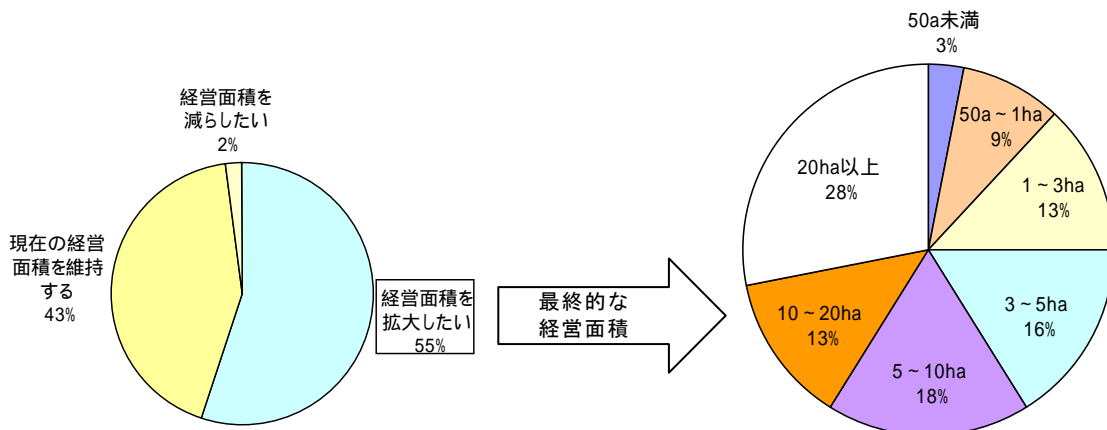 経営面積を
減らしたい
2%
現在の経営
面積を維持
する
43%
経営面積を
拡大したい
55%
最終的な
経営面積
50a未満
3%
50a～1ha
9%
1～3ha
13%
3～5ha
16%
5～10ha
18%
10～20ha
13%
20ha以上
28%